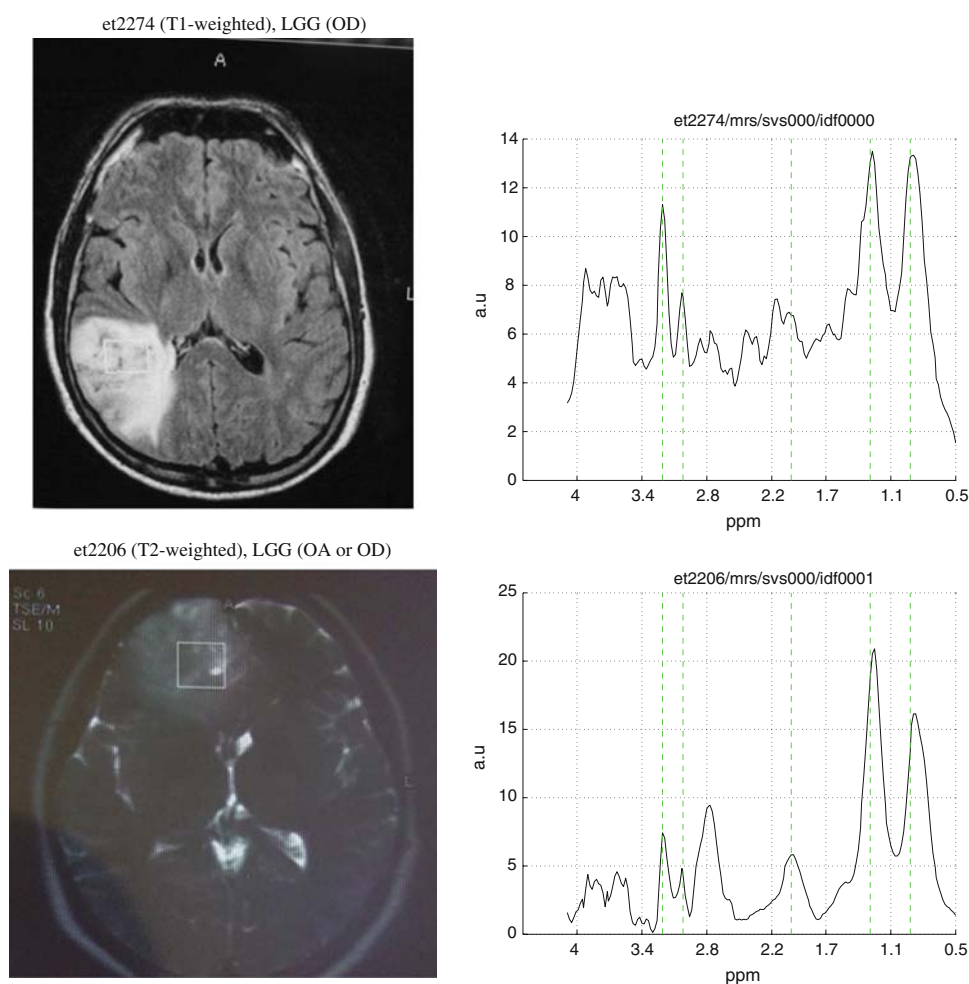 et2274 (T1-weighted), LGG (OD)
A
L
et2274/mrs/svs000/idf0000
14
12
10
8
6
4
2
0
a.u
4 3.4 2.8 2.2 1.7 1.1 0.5
ppm
et2206 (T2-weighted), LGG (OA or OD)
Sc 6
TSE/M
SL 10
A
L
et2206/mrs/svs000/idf0001
25
20
15
10
5
0
a.u
4 3.4 2.8 2.2 1.7 1.1 0.5
ppm